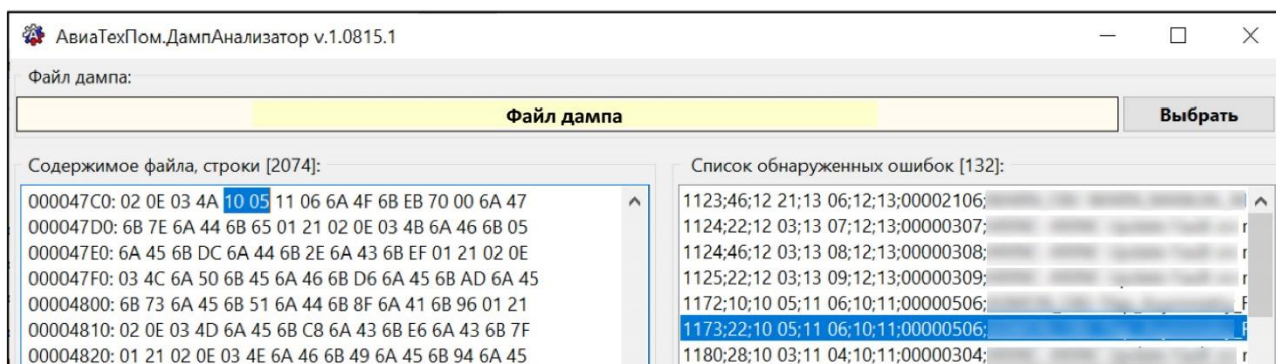 АвиаТехПом.ДампАнализатор v.1.0815.1
Файл дампа:
Файл дампа
Выбрать
Содержимое файла, строки [2074]:
000047C0: 02 0E 03 4A 10 05 11 06 6A 4F 6B EB 70 00 6A 47
000047D0: 6B 7E 6A 44 6B 65 01 21 02 0E 03 4B 6A 46 6B 05
000047E0: 6A 45 6B DC 6A 44 6B 2E 6A 43 6B EF 01 21 02 0E
000047F0: 03 4C 6A 50 6B 45 6A 46 6B D6 6A 45 6B AD 6A 45
00004800: 6B 73 6A 45 6B 51 6A 44 6B 8F 6A 41 6B 96 01 21
00004810: 02 0E 03 4D 6A 45 6B C8 6A 43 6B E6 6A 43 6B 7F
00004820: 01 21 02 0E 03 4E 6A 46 6B 49 6A 45 6B 94 6A 45
Список обнаруженных ошибок [132]:
1123;46;12 21;13 06;12;13;00002106;
1124;22;12 03;13 07;12;13;00000307;
1124;46;12 03;13 08;12;13;00000308;
1125;22;12 03;13 09;12;13;00000309;
1172;10;10 05;11 06;10;11;00000506;
1173;22;10 05;11 06;10;11;00000506;
1180;28;10 03;11 04;10;11;00000304;